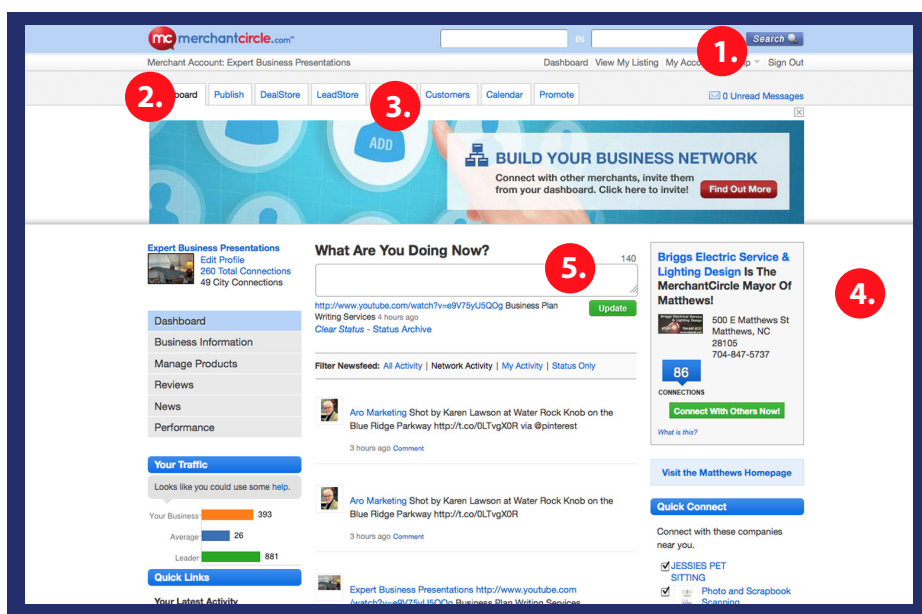 mc merchantcircle.com
IN
Search
1.
Merchant Account: Expert Business Presentations
Dashboard View My Listing Sign Out
2.
Publish DealStore LeadStore Customers Calendar Promote
3.
0 Unread Messages
ADD
BUILD YOUR BUSINESS NETWORK
Connect with other merchants, invite them
from your dashboard. Click here to invite!
Find Out More
Expert Business Presentations
Edit Profile
260 Total Connections
49 City Connections
Dashboard
Business Information
Manage Products
Reviews
News
Performance
Your Traffic
Looks like you could use some help.
Your Business 393
Average 26
Leader 881
Quick Links
Your Latest Activity
What Are You Doing Now?
140
5.
http://www.youtube.com/watch?v=e9V75yU5QOg Business Plan
Writing Services 4 hours ago
Clear Status - Status Archive
Update
Filter Newsfeed: All Activity | Network Activity | My Activity | Status Only
Aro Marketing Shot by Karen Lawson at Water Rock Knob on the
Blue Ridge Parkway http://t.co/0LTvgX0R via @pinterest
3 hours ago Comment
Aro Marketing Shot by Karen Lawson at Water Rock Knob on the
Blue Ridge Parkway http://t.co/0LTvgX0R
3 hours ago Comment
Expert Business Presentations http://www.youtube.com
/watch?v=e9V75yU5QOg Business Plan Writing Services
Briggs Electric Service &
Lighting Design Is The
MerchantCircle Mayor Of
Matthews!
4.
500 E Matthews St
Matthews, NC
28105
704-847-5737
86
CONNECTIONS
Connect With Others Now!
What is this?
Visit the Matthews Homepage
Quick Connect
Connect with these companies
near you.
JESSIES PET
SITTING
Photo and Scrapbook
Scanning